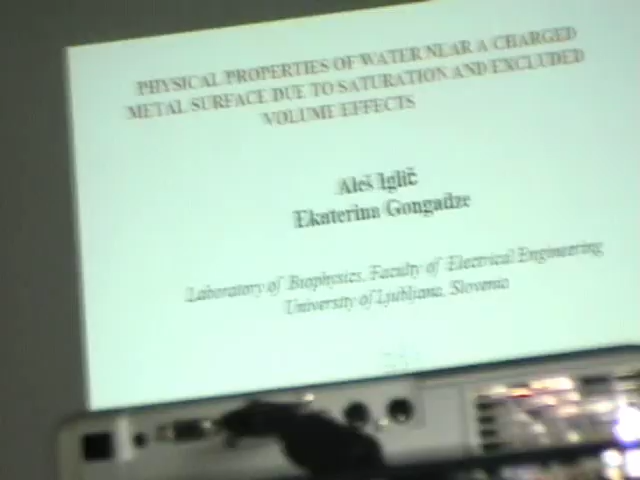 PHYSICAL PROPERTIES OF WATER NEAR A CHARGED
METAL SURFACE DUE TO SATURATION AND EXCLUDED
VOLUME EFFECTS
Aleš Iglič
Ekaterina Gongadze
Laboratory of Biophysics, Faculty of Electrical Engineering
University of Ljubljana, Slovenia